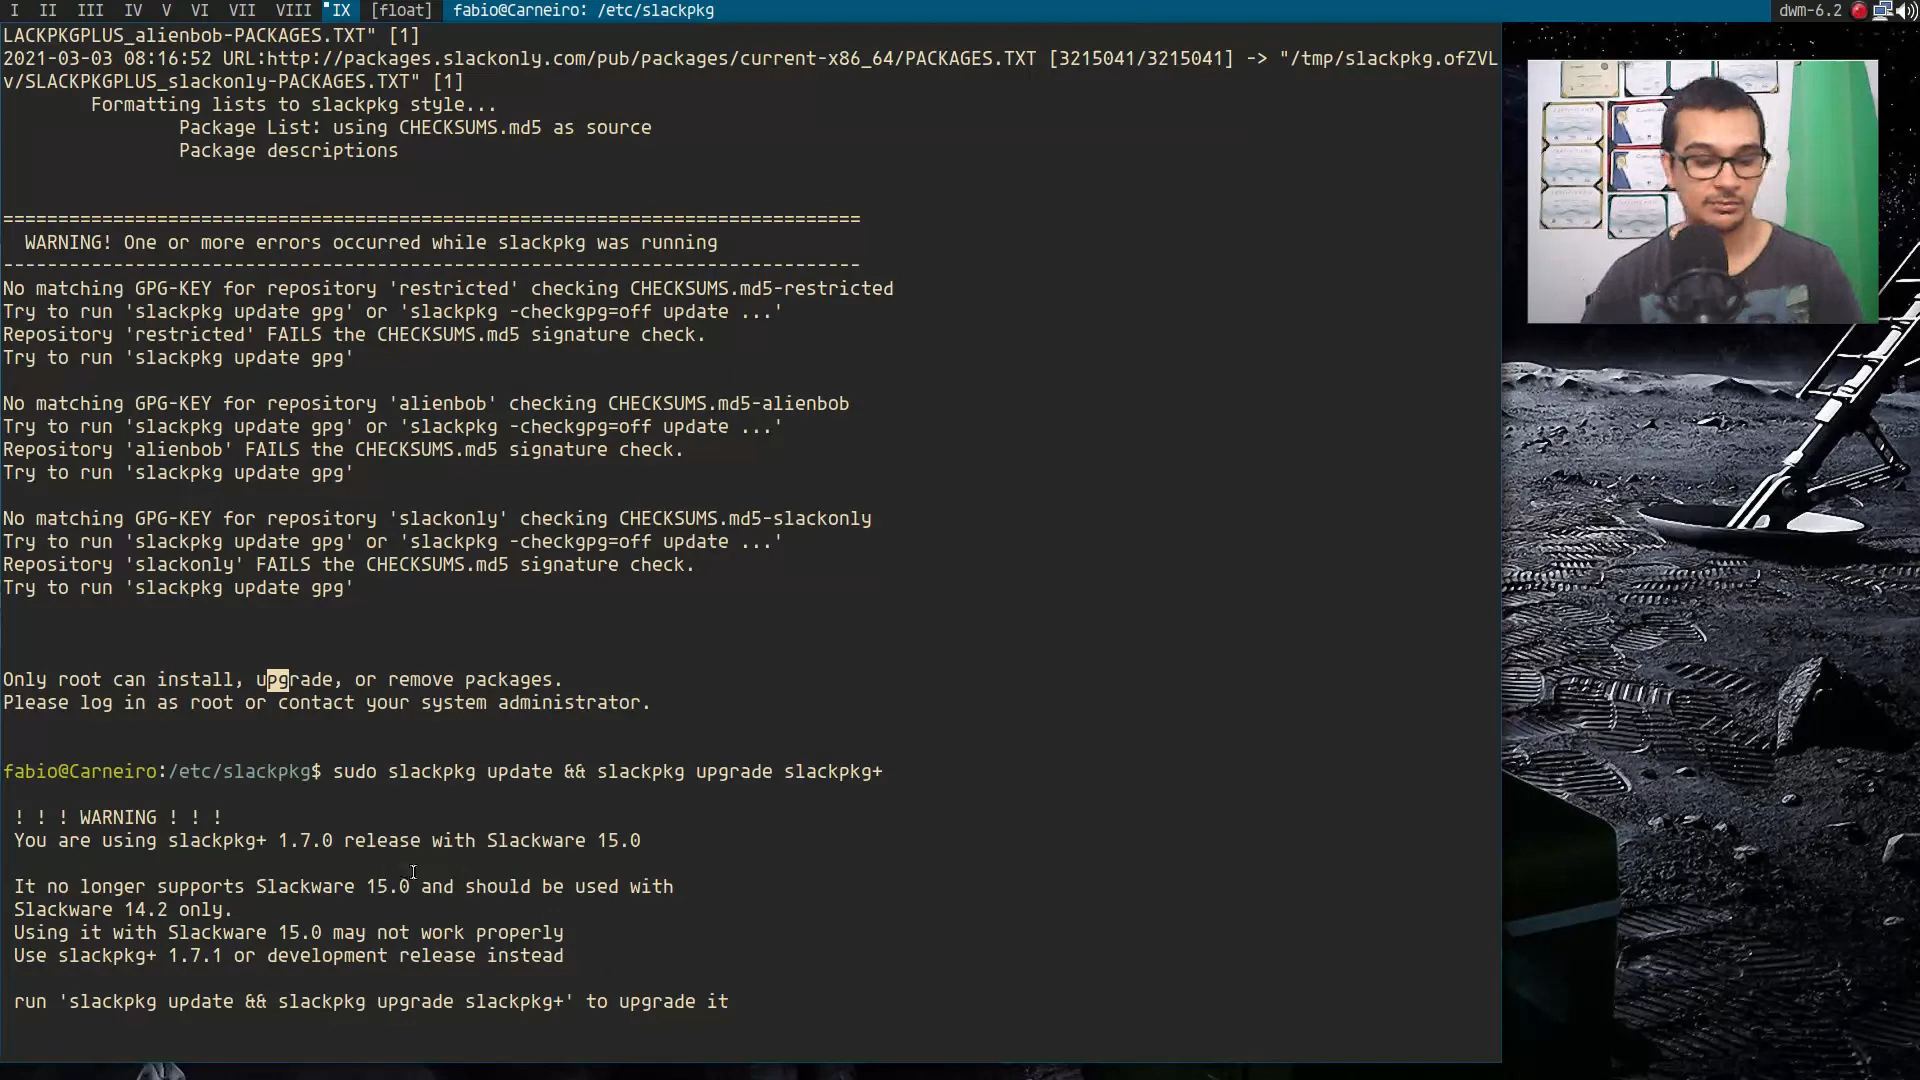 I II III IV V VI VII VIII IX [float] fabio@Carneiro: /etc/slackpkg dwm-6.2
LACKPKGPLUS_alienbob-PACKAGES.TXT" [1]
2021-03-03 08:16:52 URL:http://packages.slackonly.com/pub/packages/current-x86_64/PACKAGES.TXT [3215041/3215041] -> "/tmp/slackpkg.ofZVL
v/SLACKPKGPLUS_slackonly-PACKAGES.TXT" [1]
Formatting lists to slackpkg style...
Package List: using CHECKSUMS.md5 as source
Package descriptions
==============================================================================
WARNING! One or more errors occurred while slackpkg was running
------------------------------------------------------------------------------
No matching GPG-KEY for repository 'restricted' checking CHECKSUMS.md5-restricted
Try to run 'slackpkg update gpg' or 'slackpkg -checkgpg=off update ...'
Repository 'restricted' FAILS the CHECKSUMS.md5 signature check.
Try to run 'slackpkg update gpg'
No matching GPG-KEY for repository 'alienbob' checking CHECKSUMS.md5-alienbob
Try to run 'slackpkg update gpg' or 'slackpkg -checkgpg=off update ...'
Repository 'alienbob' FAILS the CHECKSUMS.md5 signature check.
Try to run 'slackpkg update gpg'
No matching GPG-KEY for repository 'slackonly' checking CHECKSUMS.md5-slackonly
Try to run 'slackpkg update gpg' or 'slackpkg -checkgpg=off update ...'
Repository 'slackonly' FAILS the CHECKSUMS.md5 signature check.
Try to run 'slackpkg update gpg'
Only root can install, upgrade, or remove packages.
Please log in as root or contact your system administrator.
fabio@Carneiro:/etc/slackpkg$ sudo slackpkg update && slackpkg upgrade slackpkg+
! ! ! WARNING ! ! !
You are using slackpkg+ 1.7.0 release with Slackware 15.0
It no longer supports Slackware 15.0 and should be used with
Slackware 14.2 only.
Using it with Slackware 15.0 may not work properly
Use slackpkg+ 1.7.1 or development release instead
run 'slackpkg update && slackpkg upgrade slackpkg+' to upgrade it